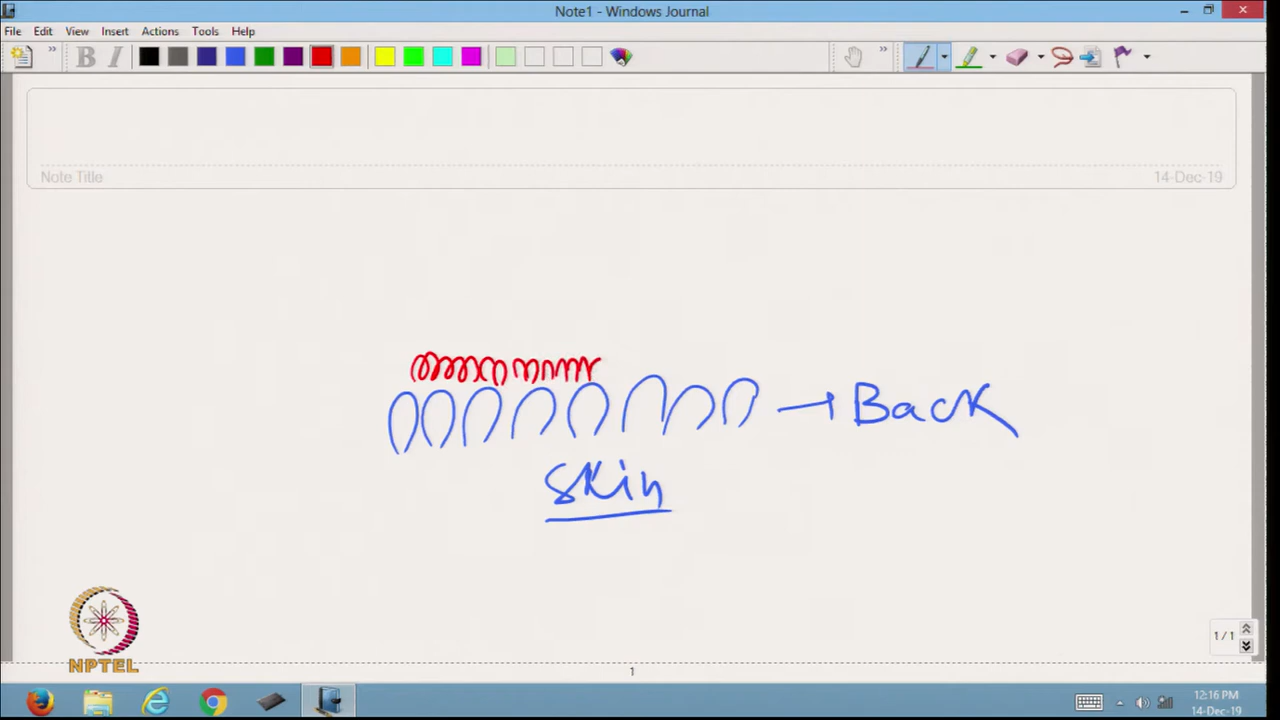 Note1 - Windows Journal
File Edit View Insert Actions Tools Help
B I
Note Title
14-Dec-19
Back
skin
NPTEL
1 / 1
1
12:16 PM
14-Dec-19